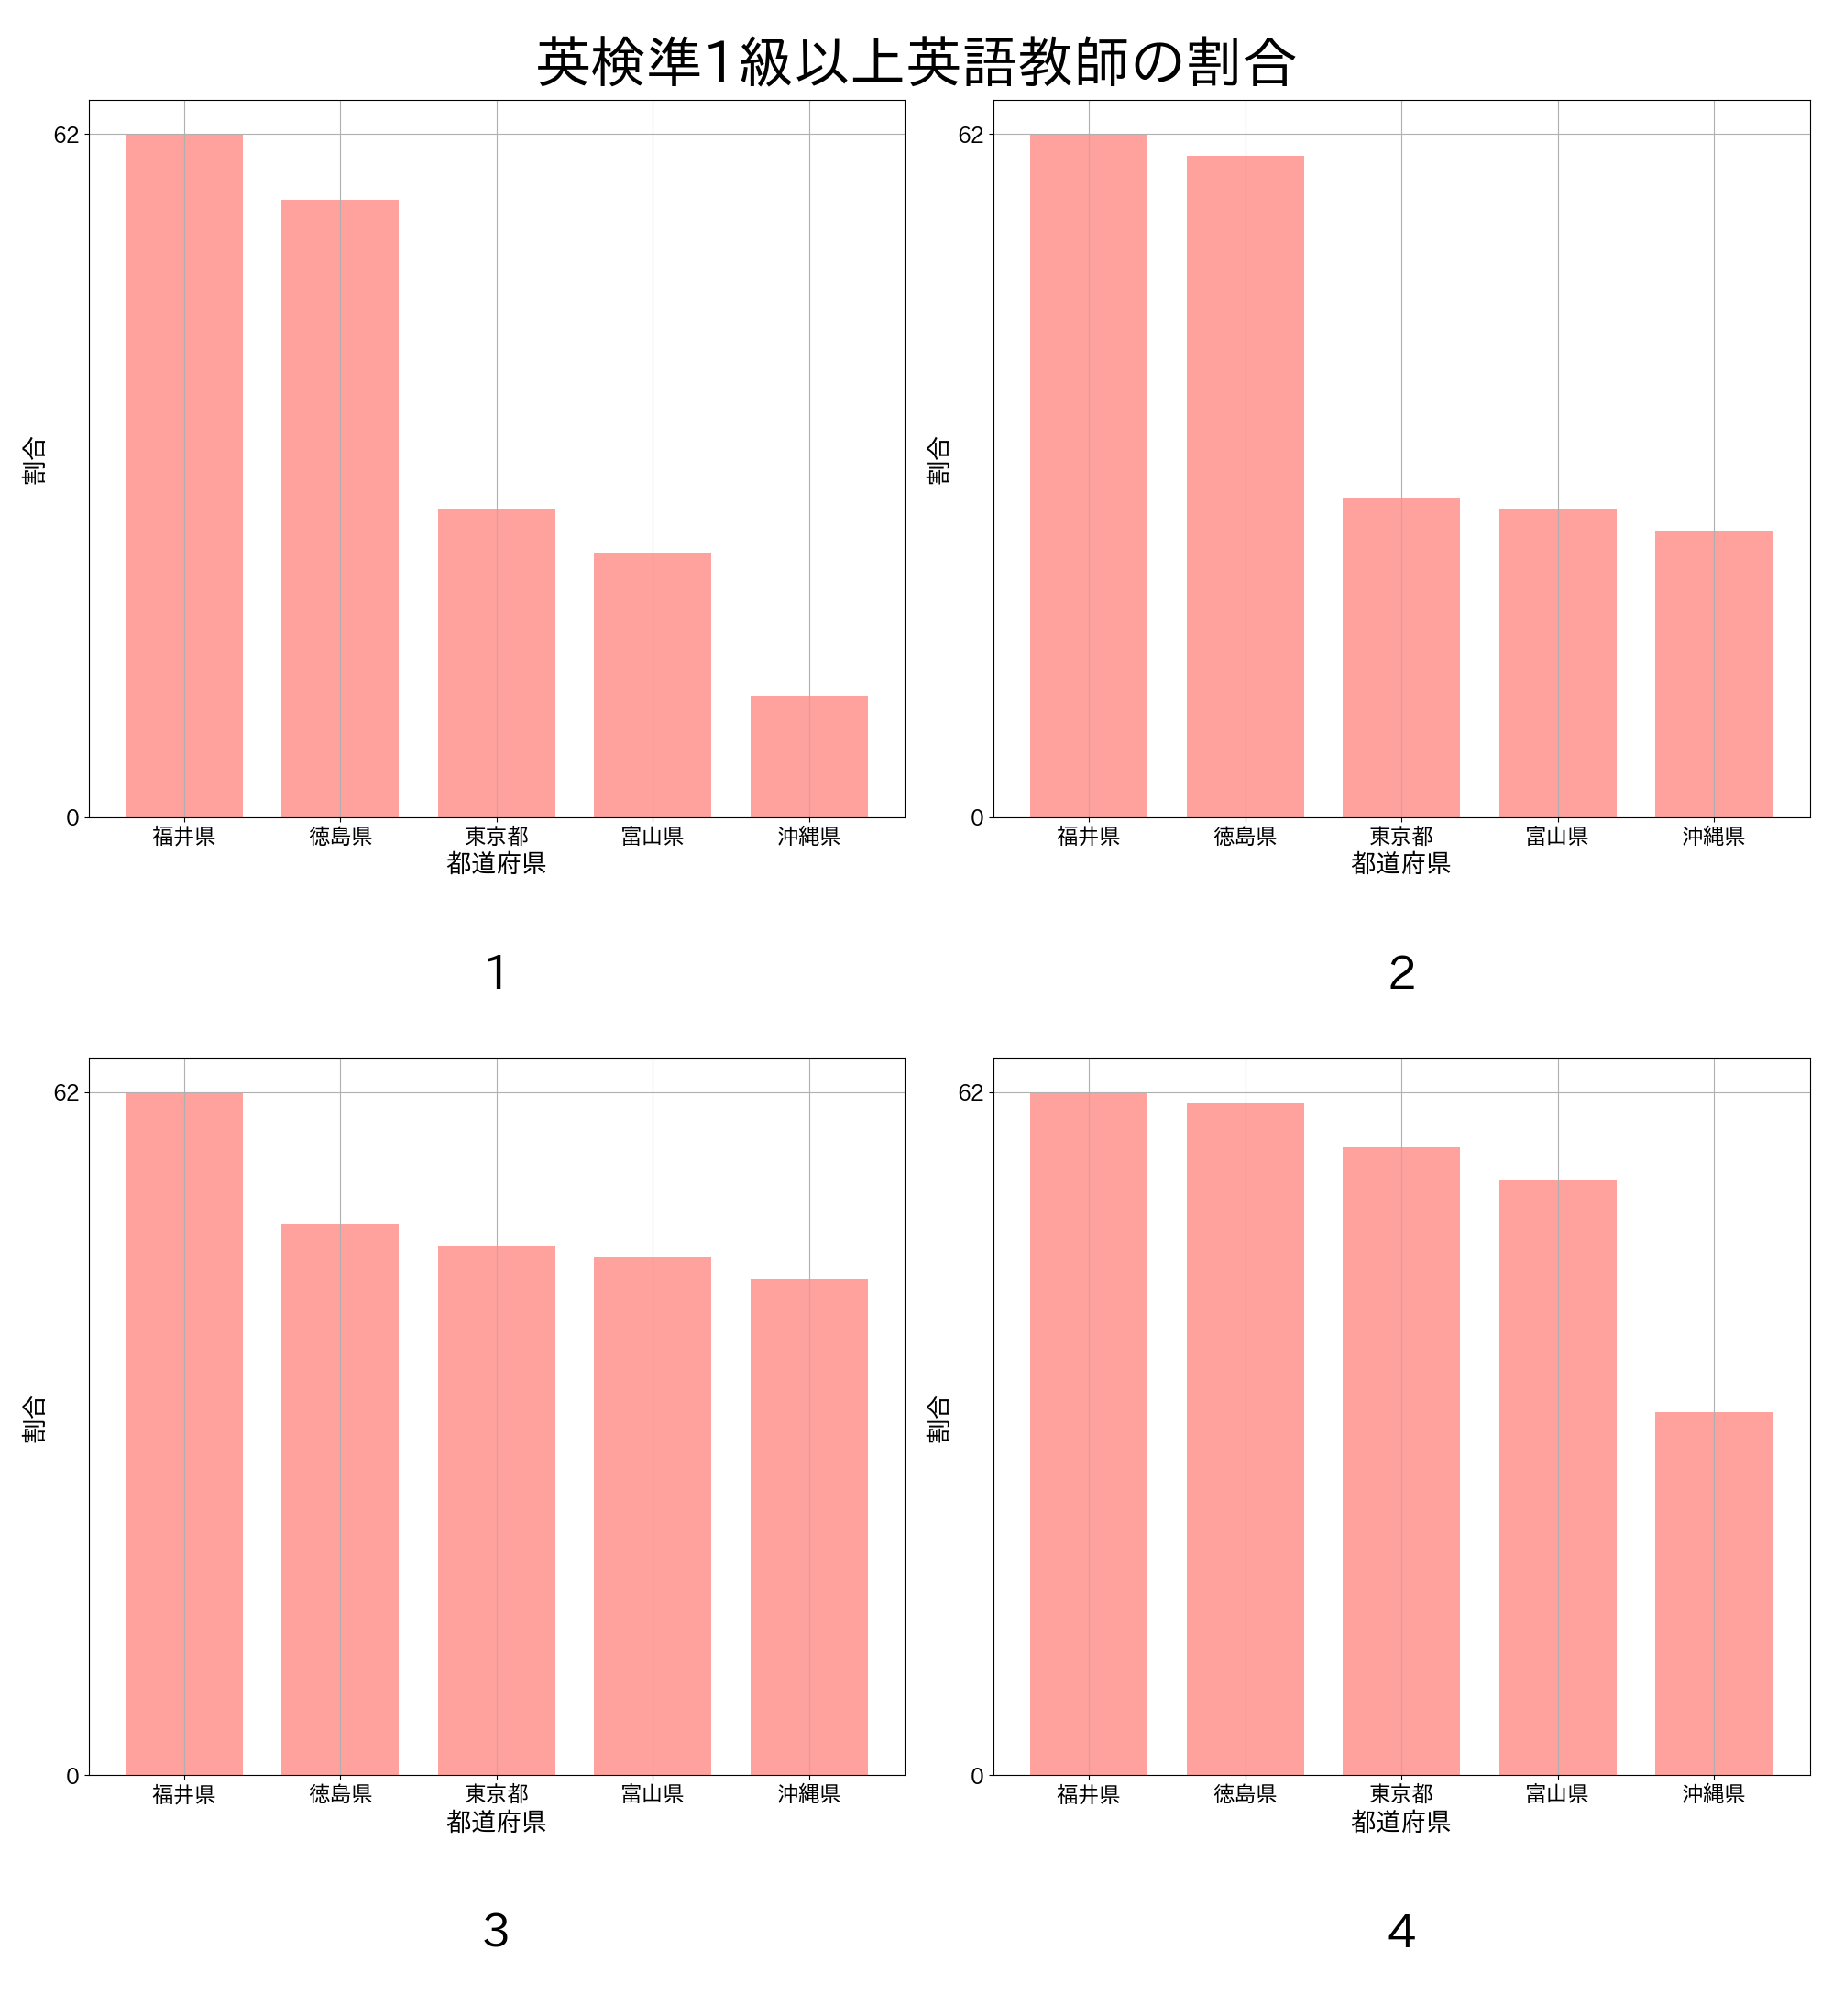 英検準1級以上英語教師の割合
62
0
割合
福井県 徳島県 東京都 富山県 沖縄県
都道府県
1
62
0
割合
福井県 徳島県 東京都 富山県 沖縄県
都道府県
2
62
0
割合
福井県 徳島県 東京都 富山県 沖縄県
都道府県
3
62
0
割合
福井県 徳島県 東京都 富山県 沖縄県
都道府県
4